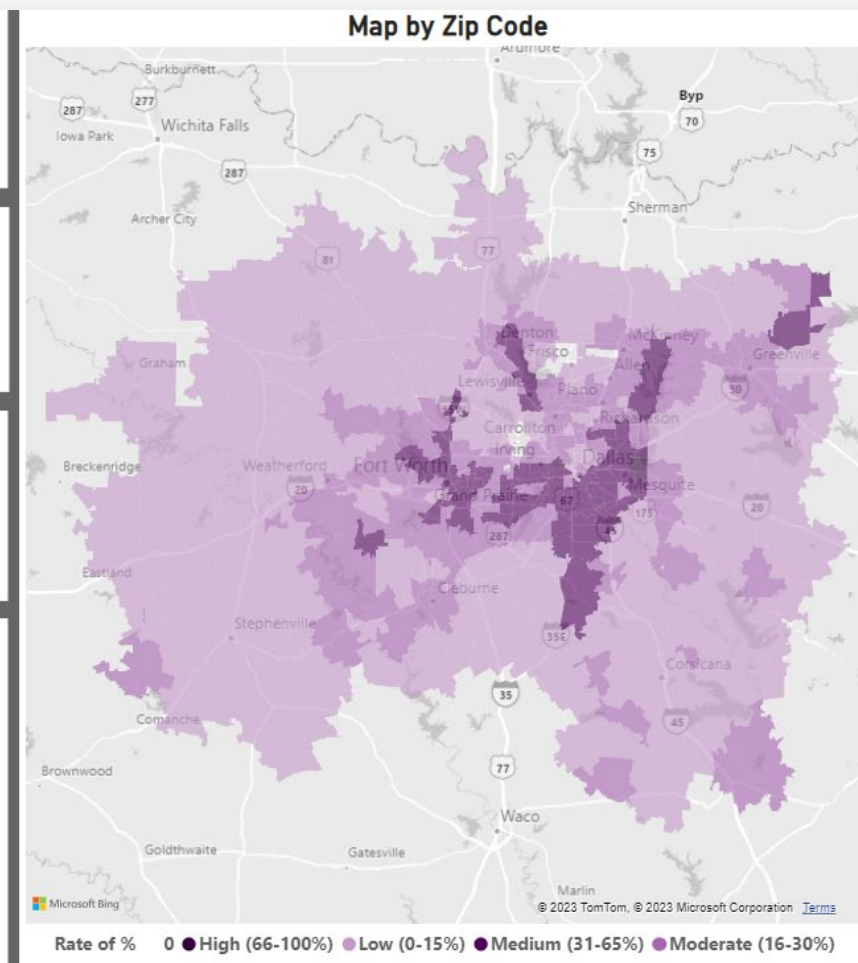 Map by Zip Code
Ardmore
Burkburnett
287
277
Byp
70
Iowa Park
Wichita Falls
75
287
Sherman
Archer City
77
81
Denton
McKinney
Frisco
Greenville
Graham
Allen
Lewisville
Plano
30
35W
Richardson
Carrollton
Irving
Dallas
Breckenridge
Weatherford
Fort Worth
20
Grand Prairie
Mesquite
67
175
20
287
45
Eastland
Cleburne
Stephenville
35E
Corsicana
35
Comanche
45
Brownwood
77
Waco
Goldthwaite
Gatesville
Marlin
Microsoft Bing
© 2023 TomTom, © 2023 Microsoft Corporation Terms
Rate of % 0 High (66-100%) Low (0-15%) Medium (31-65%) Moderate (16-30%)